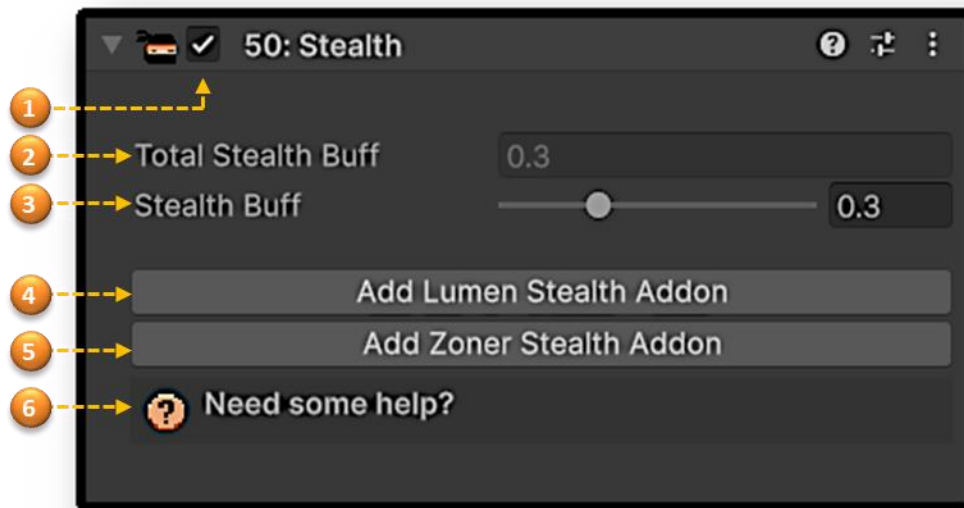 50: Stealth
1
2 Total Stealth Buff 0.3
3 Stealth Buff 0.3
4 Add Lumen Stealth Addon
5 Add Zoner Stealth Addon
6 Need some help?